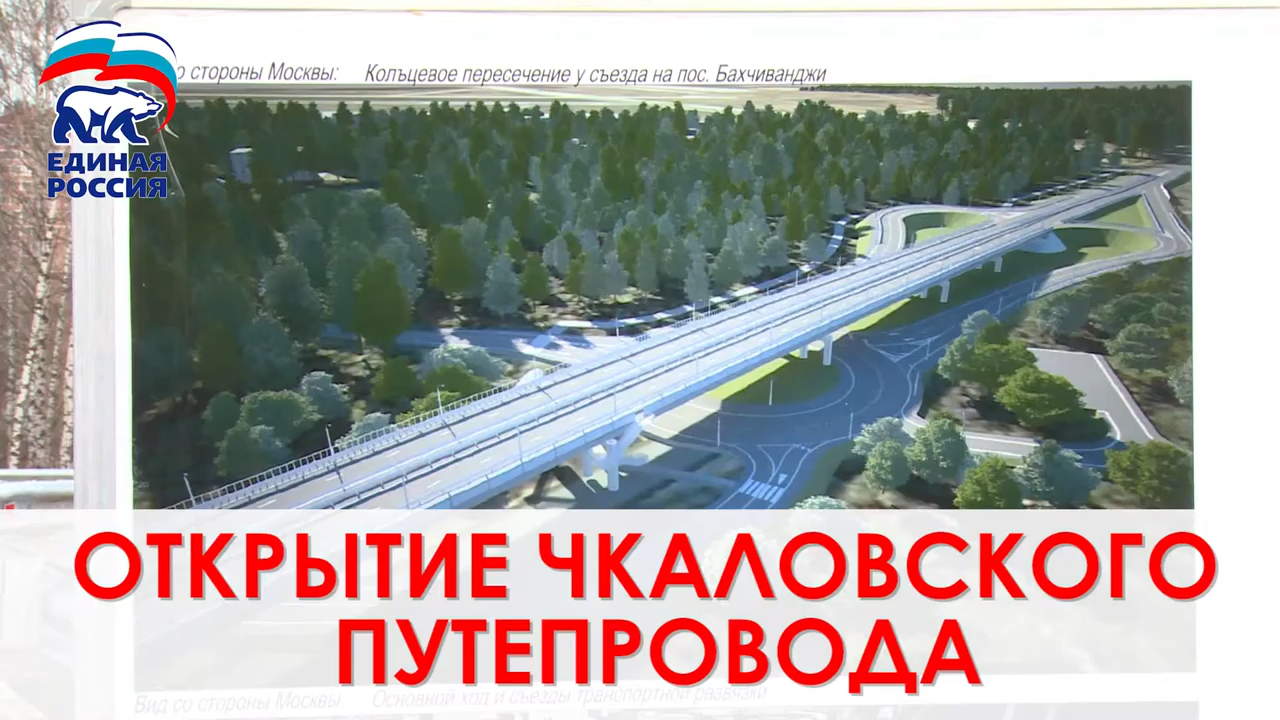 со стороны Москвы: Кольцевое пересечение у съезда на пос. Бахчиванджи
ЕДИНАЯ
РОССИЯ
ОТКРЫТИЕ ЧКАЛОВСКОГО
ПУТЕПРОВОДА
Вид со стороны Москвы: Основной ход и съезды транспортной развязки